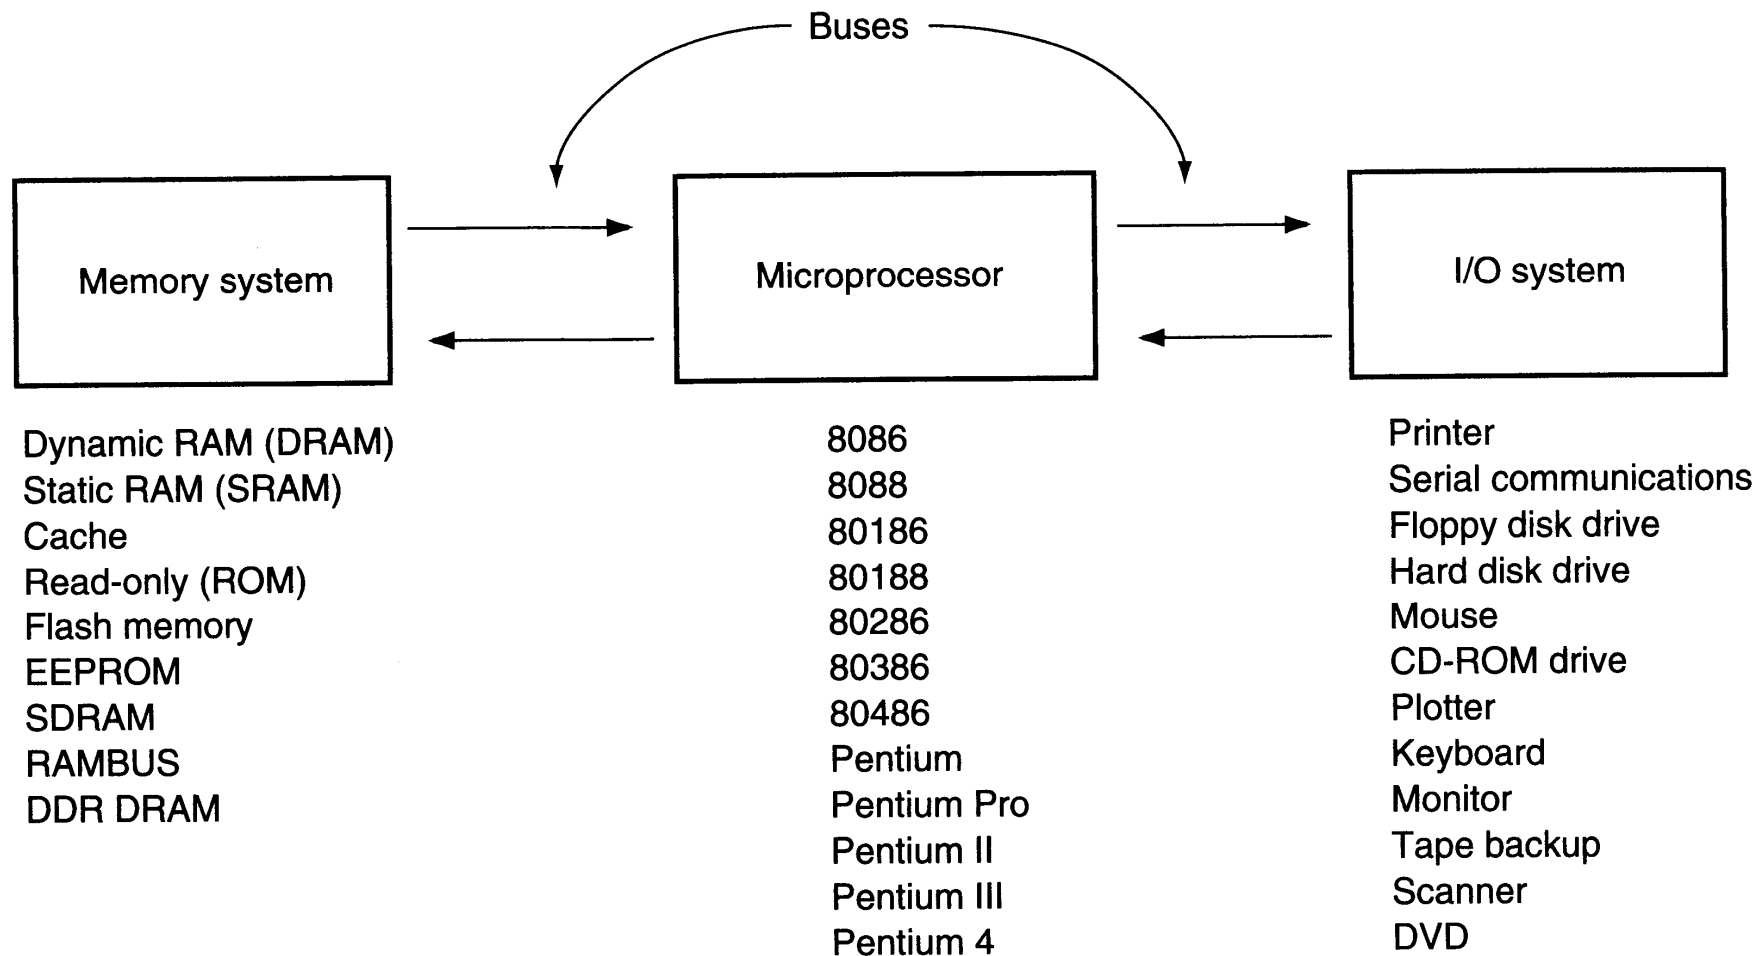 Buses
Memory system
Microprocessor
I/O system
Dynamic RAM (DRAM)
Static RAM (SRAM)
Cache
Read-only (ROM)
Flash memory
EEPROM
SDRAM
RAMBUS
DDR DRAM
8086
8088
80186
80188
80286
80386
80486
Pentium
Pentium Pro
Pentium II
Pentium III
Pentium 4
Printer
Serial communications
Floppy disk drive
Hard disk drive
Mouse
CD-ROM drive
Plotter
Keyboard
Monitor
Tape backup
Scanner
DVD